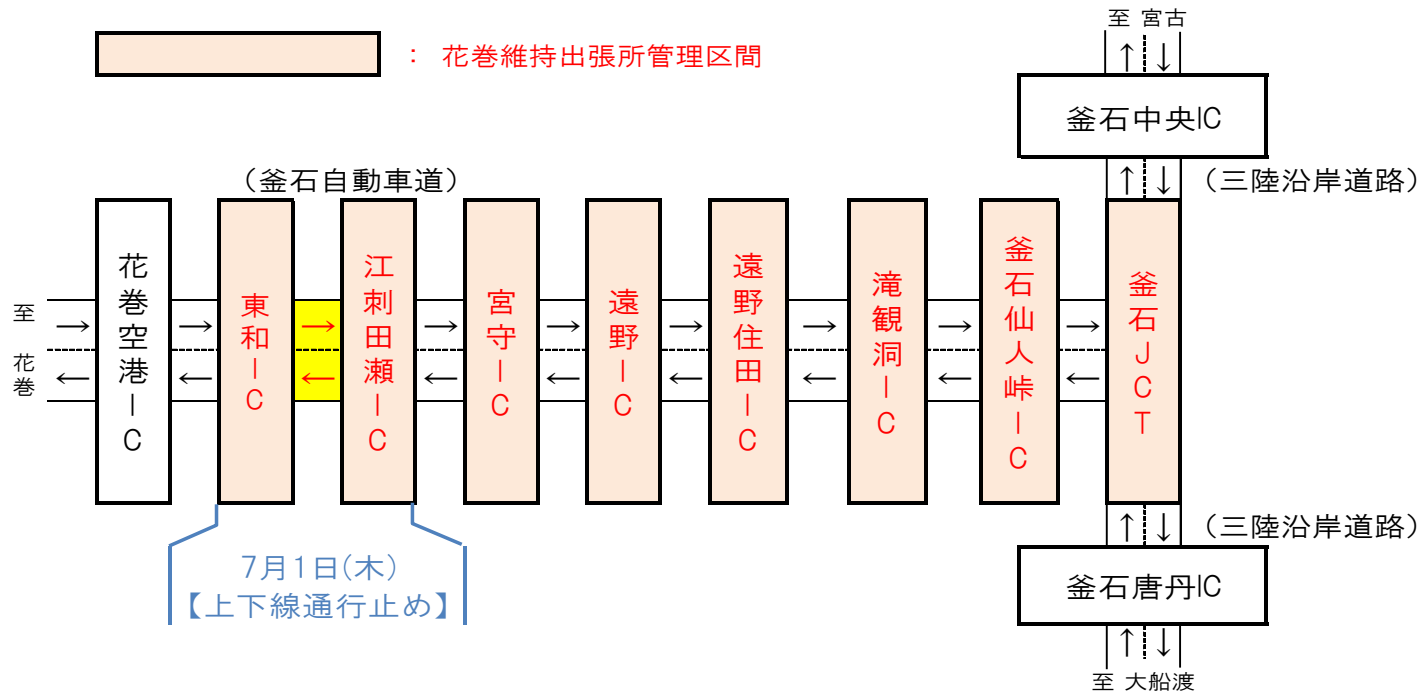 至 宮古
↑ ↓
： 花巻維持出張所管理区間
釜石中央IC
（釜石自動車道）
↑ ↓
（三陸沿岸道路）
至 花巻
→
←
花巻空港IC
→
←
東和IC
→
←
江刺田瀬IC
→
←
宮守IC
→
←
遠野IC
→
←
遠野住田IC
→
←
滝観洞IC
→
←
釜石仙人峠IC
→
←
釜石JCT
↑ ↓
（三陸沿岸道路）
7月1日(木)
【上下線通行止め】
釜石唐丹IC
↑ ↓
至 大船渡